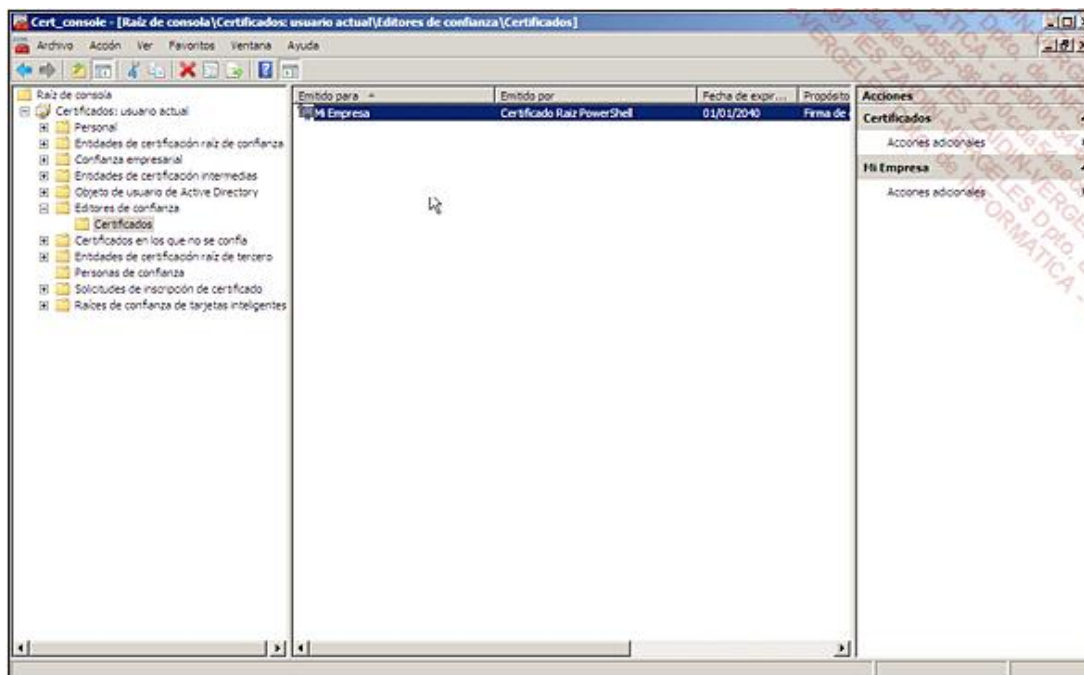 Cert_console - [Raíz de consola\Certificados: usuario actual\Editores de confianza\Certificados]
Archivo Acción Ver Favoritos Ventana Ayuda
Raíz de consola
Certificados: usuario actual
Personal
Entidades de certificación raíz de confianza
Confianza empresarial
Entidades de certificación intermedias
Objeto de usuario de Active Directory
Editores de confianza
Certificados
Certificados en los que no se confía
Entidades de certificación raíz de tercero
Personas de confianza
Solicitudes de inscripción de certificado
Raíces de confianza de tarjetas inteligentes
Emitido para Emitido por Fecha de expir... Propósito
Mi Empresa Certificado Raiz PowerShell 01/01/2040 Firma de
Acciones
Certificados
Acciones adicionales
Mi Empresa
Acciones adicionales